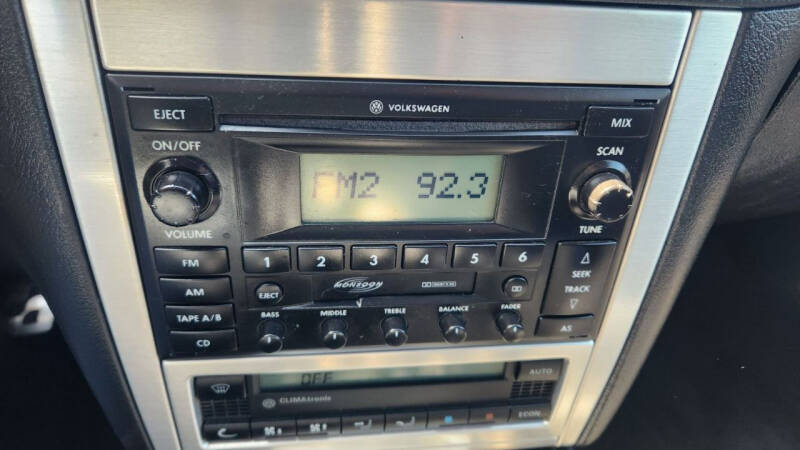 VOLKSWAGEN
EJECT
MIX
ON/OFF
SCAN
FM2 92.3
VOLUME
TUNE
FM
1 2 3 4 5 6
SEEK
AM
EJECT
MONSOON
TRACK
TAPE A/B
BASS
MIDDLE
TREBLE
BALANCE
FADER
AS
CD
OFF
AUTO
CLIMAtronic
ECON